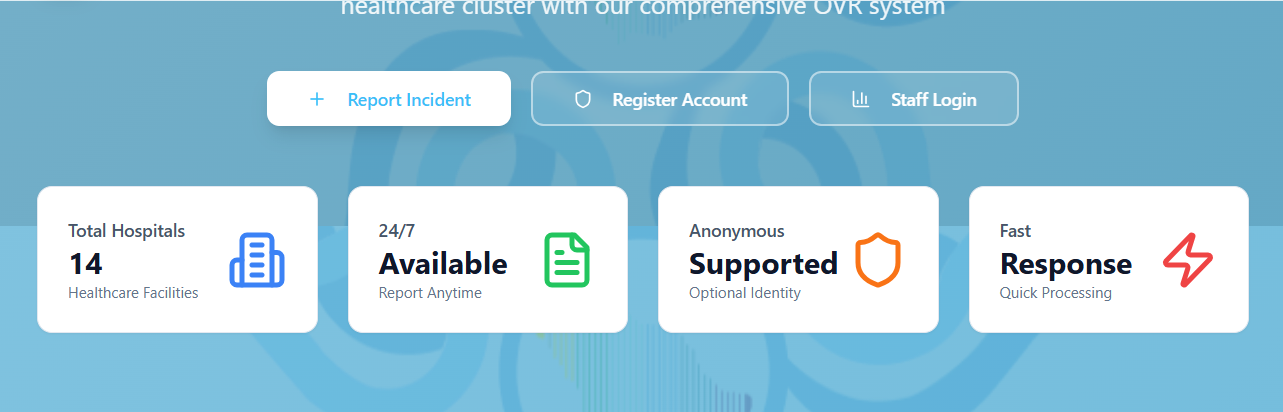 healthcare cluster with our comprehensive OVR system
Report Incident
Register Account
Staff Login
Total Hospitals
14
Healthcare Facilities
24/7
Available
Report Anytime
Anonymous
Supported
Optional Identity
Fast
Response
Quick Processing